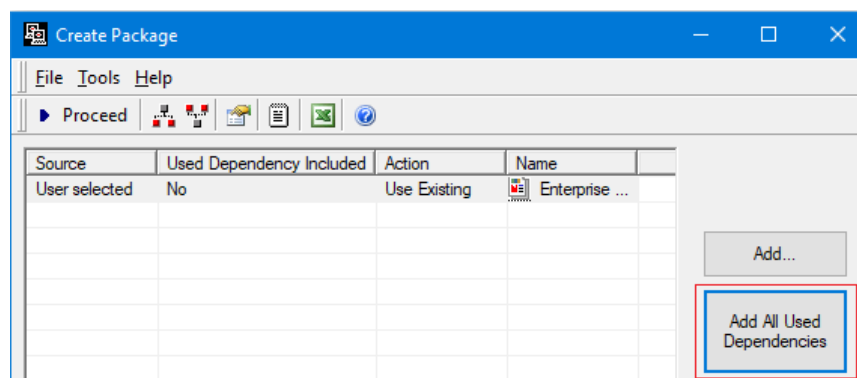 Create Package
File Tools Help
Proceed
Source Used Dependency Included Action Name
User selected No Use Existing Enterprise ...
Add...
Add All Used
Dependencies